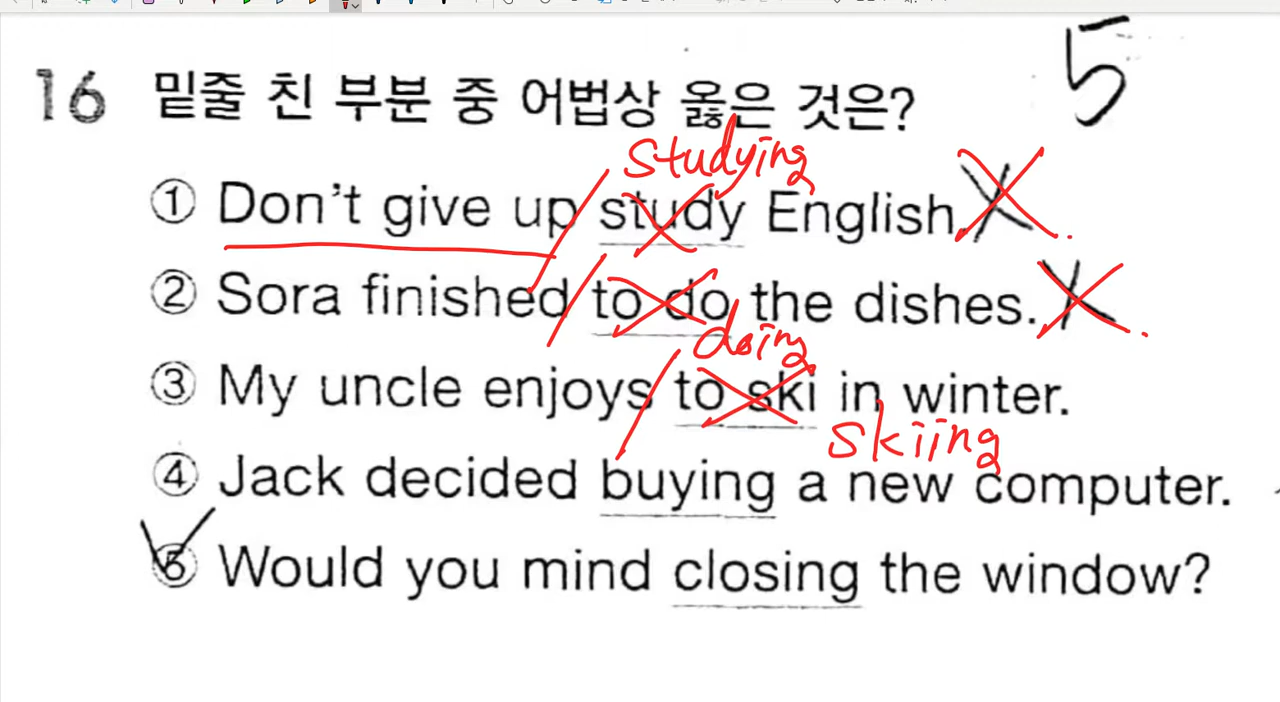 5
16 밑줄 친 부분 중 어법상 옳은 것은?
studying
① Don't give up study English.
② Sora finished to do the dishes.
doing
③ My uncle enjoys to ski in winter.
skiing
④ Jack decided buying a new computer.
⑤ Would you mind closing the window?